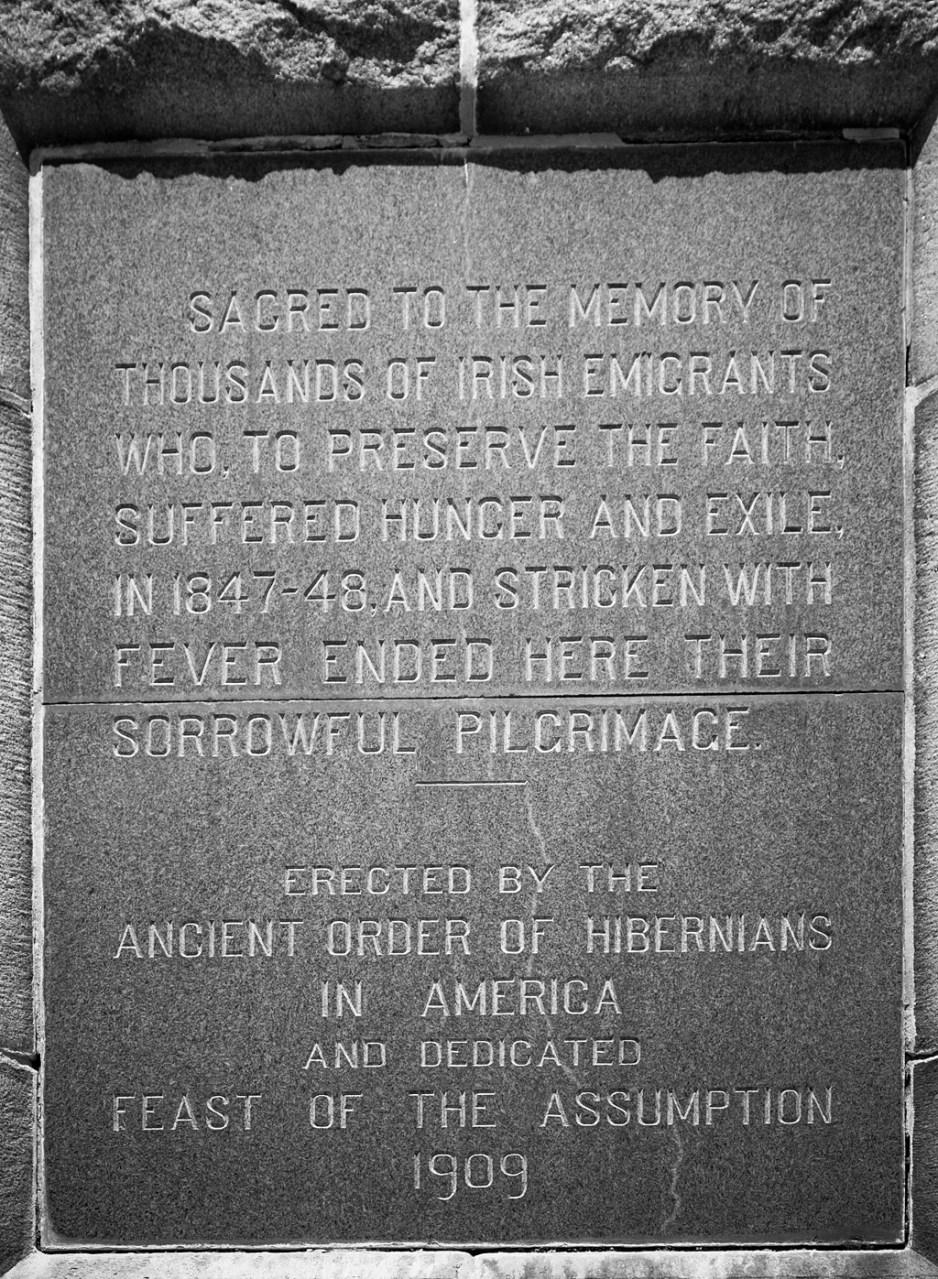 SACRED TO THE MEMORY OF
THOUSANDS OF IRISH EMIGRANTS
WHO, TO PRESERVE THE FAITH,
SUFFERED HUNGER AND EXILE,
IN 1847-48, AND STRICKEN WITH
FEVER ENDED HERE THEIR
SORROWFUL PILGRIMAGE.
ERECTED BY THE
ANCIENT ORDER OF HIBERNIANS
IN AMERICA
AND DEDICATED
FEAST OF THE ASSUMPTION
1909